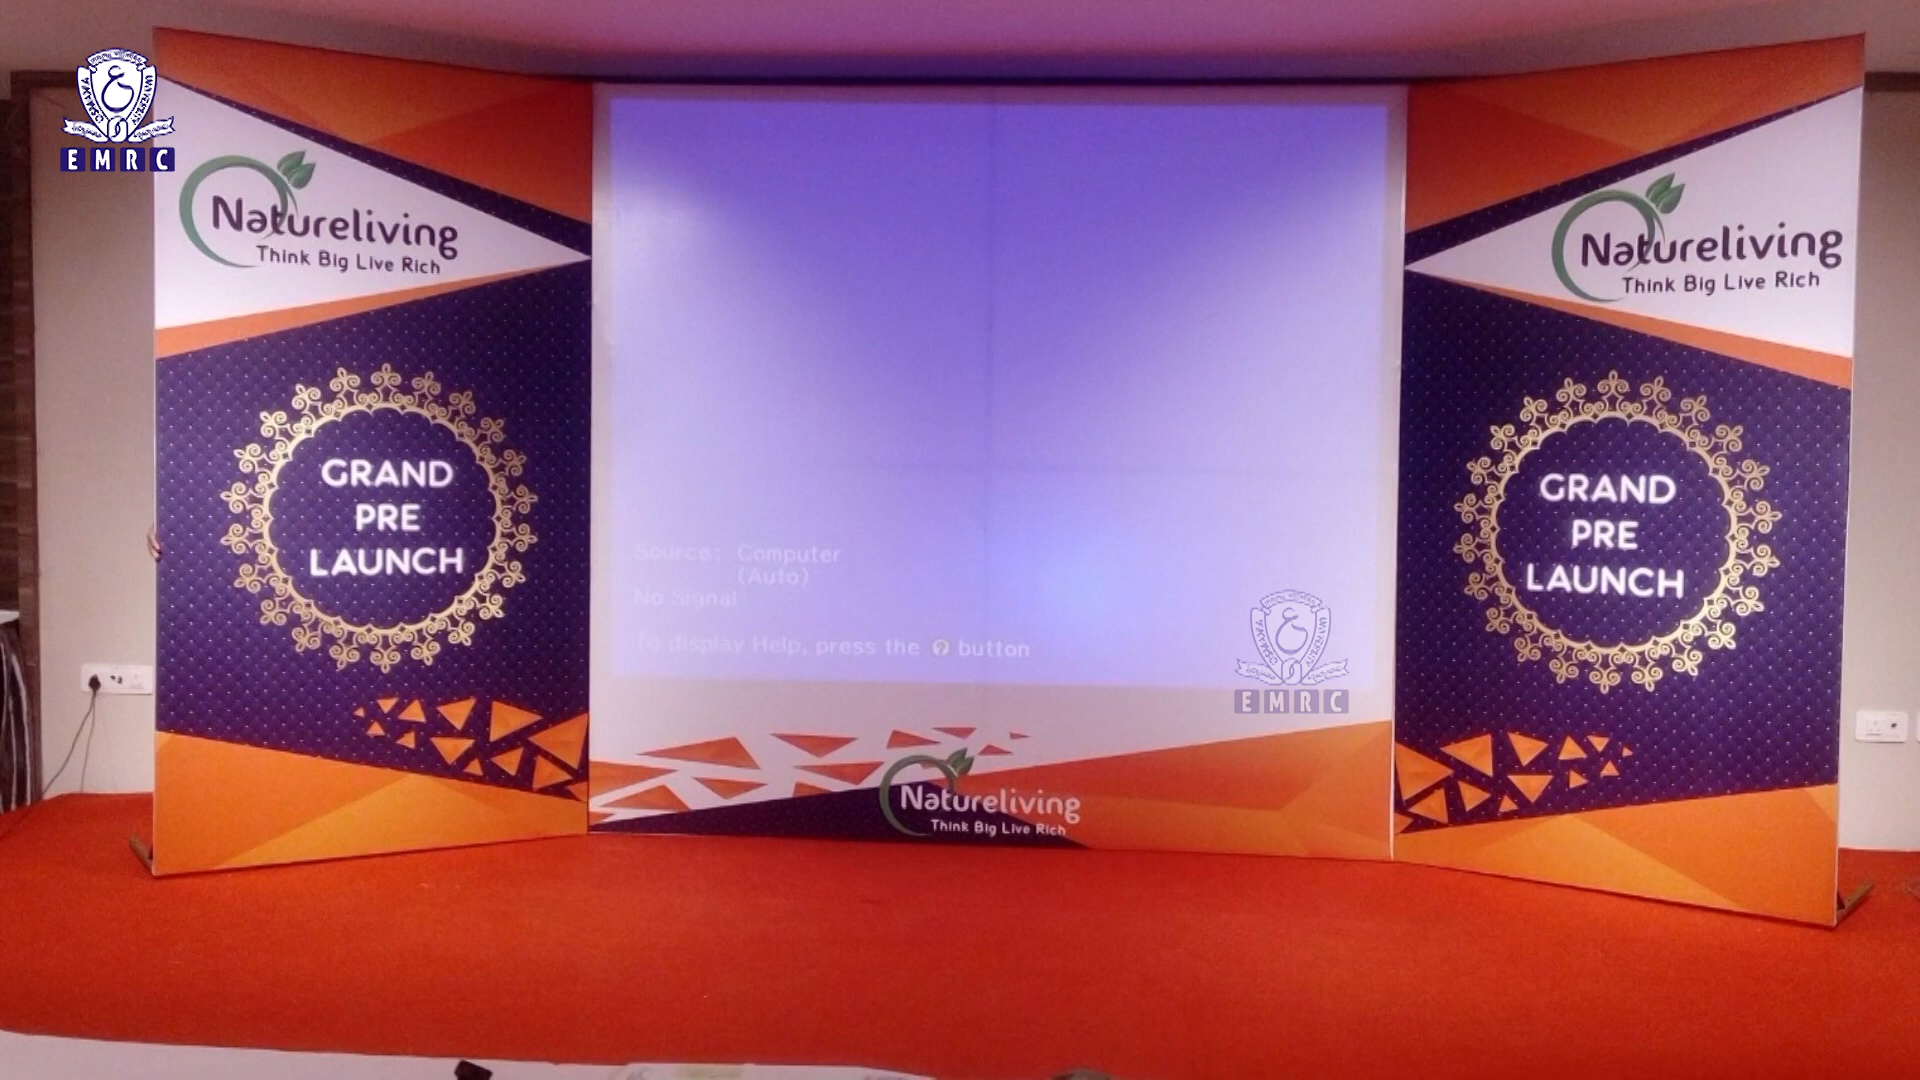 EMRC
Natureliving
Think Big Live Rich
GRAND
PRE
LAUNCH
Source: Computer
(Auto)
No Signal
To display Help, press the ? button
EMRC
Natureliving
Think Big Live Rich
Natureliving
Think Big Live Rich
GRAND
PRE
LAUNCH